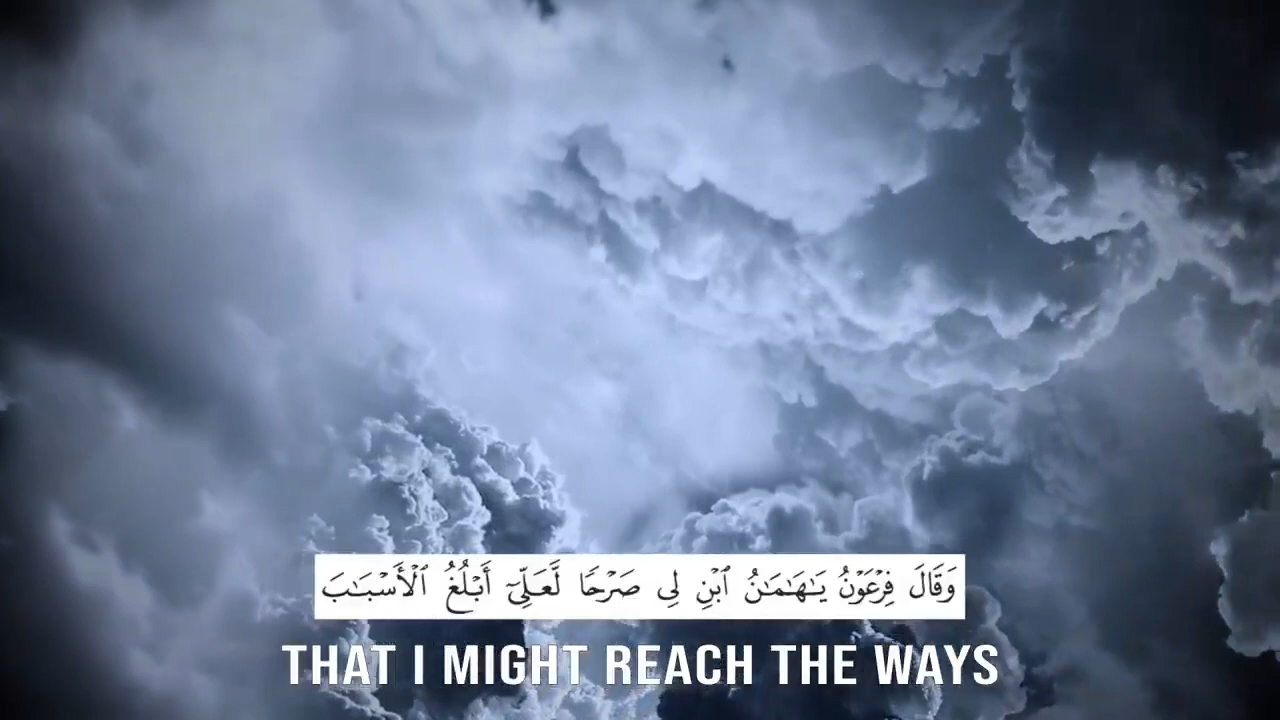 وَقَالَ فِرْعَوْنُ يَـٰهَـٰمَـٰنُ ٱبْنِ لِى صَرْحًا لَّعَلِّىٓ أَبْلُغُ ٱلْأَسْبَـٰبَ
THAT I MIGHT REACH THE WAYS